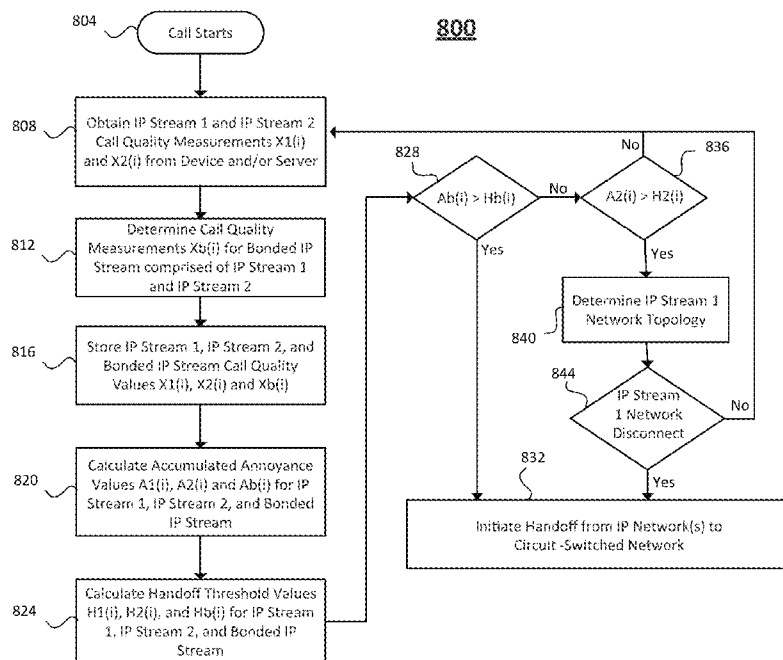 800
804
Call Starts
808
Obtain IP Stream 1 and IP Stream 2
Call Quality Measurements X1(i)
and X2(i) from Device and/or Server
812
Determine Call Quality
Measurements Xb(i) for Bonded IP
Stream comprised of IP Stream 1
and IP Stream 2
816
Store IP Stream 1, IP Stream 2, and
Bonded IP Stream Call Quality
Values X1(i), X2(i) and Xb(i)
820
Calculate Accumulated Annoyance
Values A1(i), A2(i) and Ab(i) for IP
Stream 1, IP Stream 2, and Bonded
IP Stream
824
Calculate Handoff Threshold Values
H1(i), H2(i), and Hb(i) for IP Stream
1, IP Stream 2, and Bonded IP
Stream
828
Ab(i) > Hb(i)
No
Yes
836
A2(i) > H2(i)
No
Yes
Determine IP Stream 1
Network Topology
840
844
IP Stream
1 Network
Disconnect
No
Yes
832
Initiate Handoff from IP Network(s) to
Circuit -Switched Network